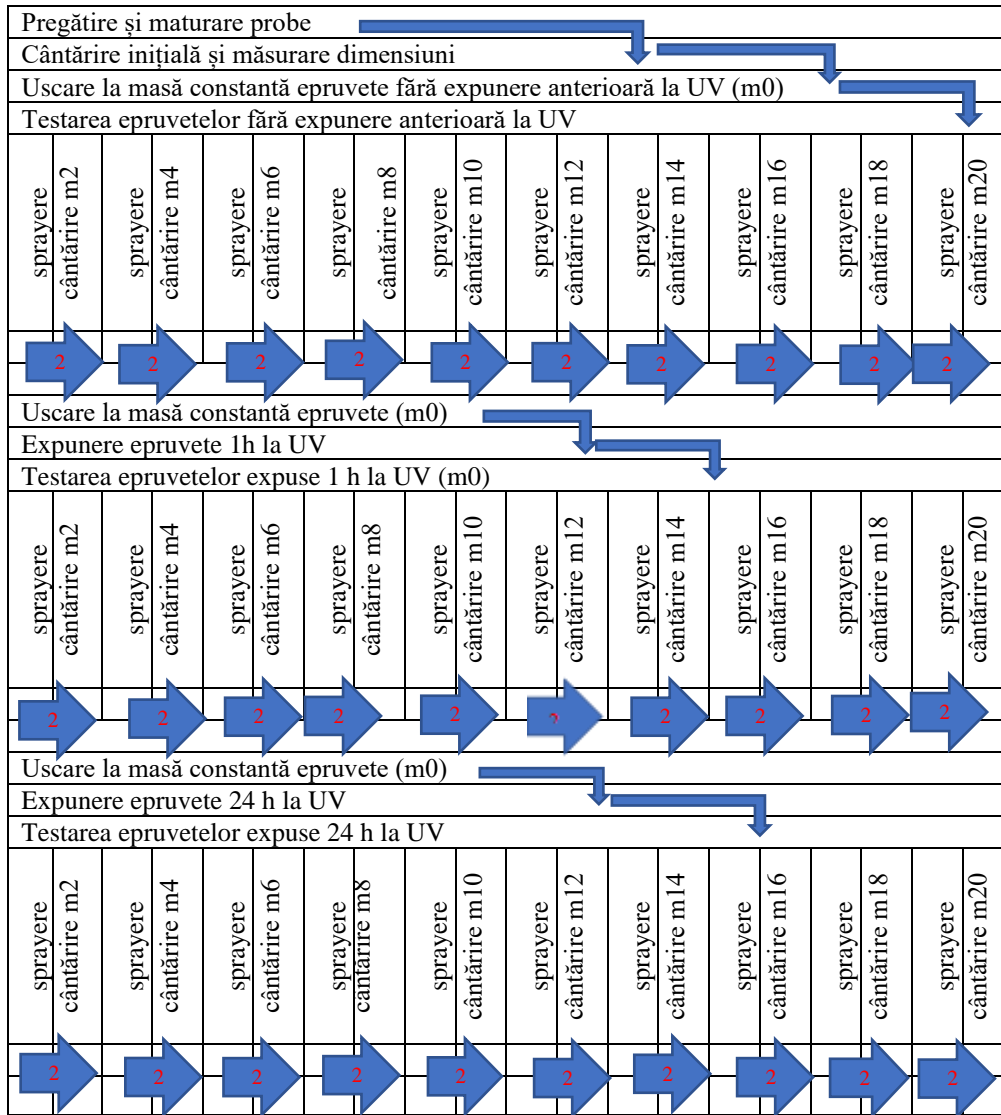 Pregătire și maturare probe
Cântărire inițială și măsurare dimensiuni
Uscare la masă constantă epruvete fără expunere anterioară la UV (m0)
Testarea epruvetelor fără expunere anterioară la UV
sprayere
cântărire m2
sprayere
cântărire m4
sprayere
cântărire m6
sprayere
cântărire m8
sprayere
cântărire m10
sprayere
cântărire m12
sprayere
cântărire m14
sprayere
cântărire m16
sprayere
cântărire m18
sprayere
cântărire m20
2
2
2
2
2
2
2
2
2
2
Uscare la masă constantă epruvete (m0)
Expunere epruvete 1h la UV
Testarea epruvetelor expuse 1 h la UV (m0)
sprayere
cântărire m2
sprayere
cântărire m4
sprayere
cântărire m6
sprayere
cântărire m8
sprayere
cântărire m10
sprayere
cântărire m12
sprayere
cântărire m14
sprayere
cântărire m16
sprayere
cântărire m18
sprayere
cântărire m20
2
2
2
2
2
2
2
2
2
2
Uscare la masă constantă epruvete (m0)
Expunere epruvete 24 h la UV
Testarea epruvetelor expuse 24 h la UV
sprayere
cântărire m2
sprayere
cântărire m4
sprayere
cântărire m6
sprayere
cântărire m8
sprayere
cântărire m10
sprayere
cântărire m12
sprayere
cântărire m14
sprayere
cântărire m16
sprayere
cântărire m18
sprayere
cântărire m20
2
2
2
2
2
2
2
2
2
2